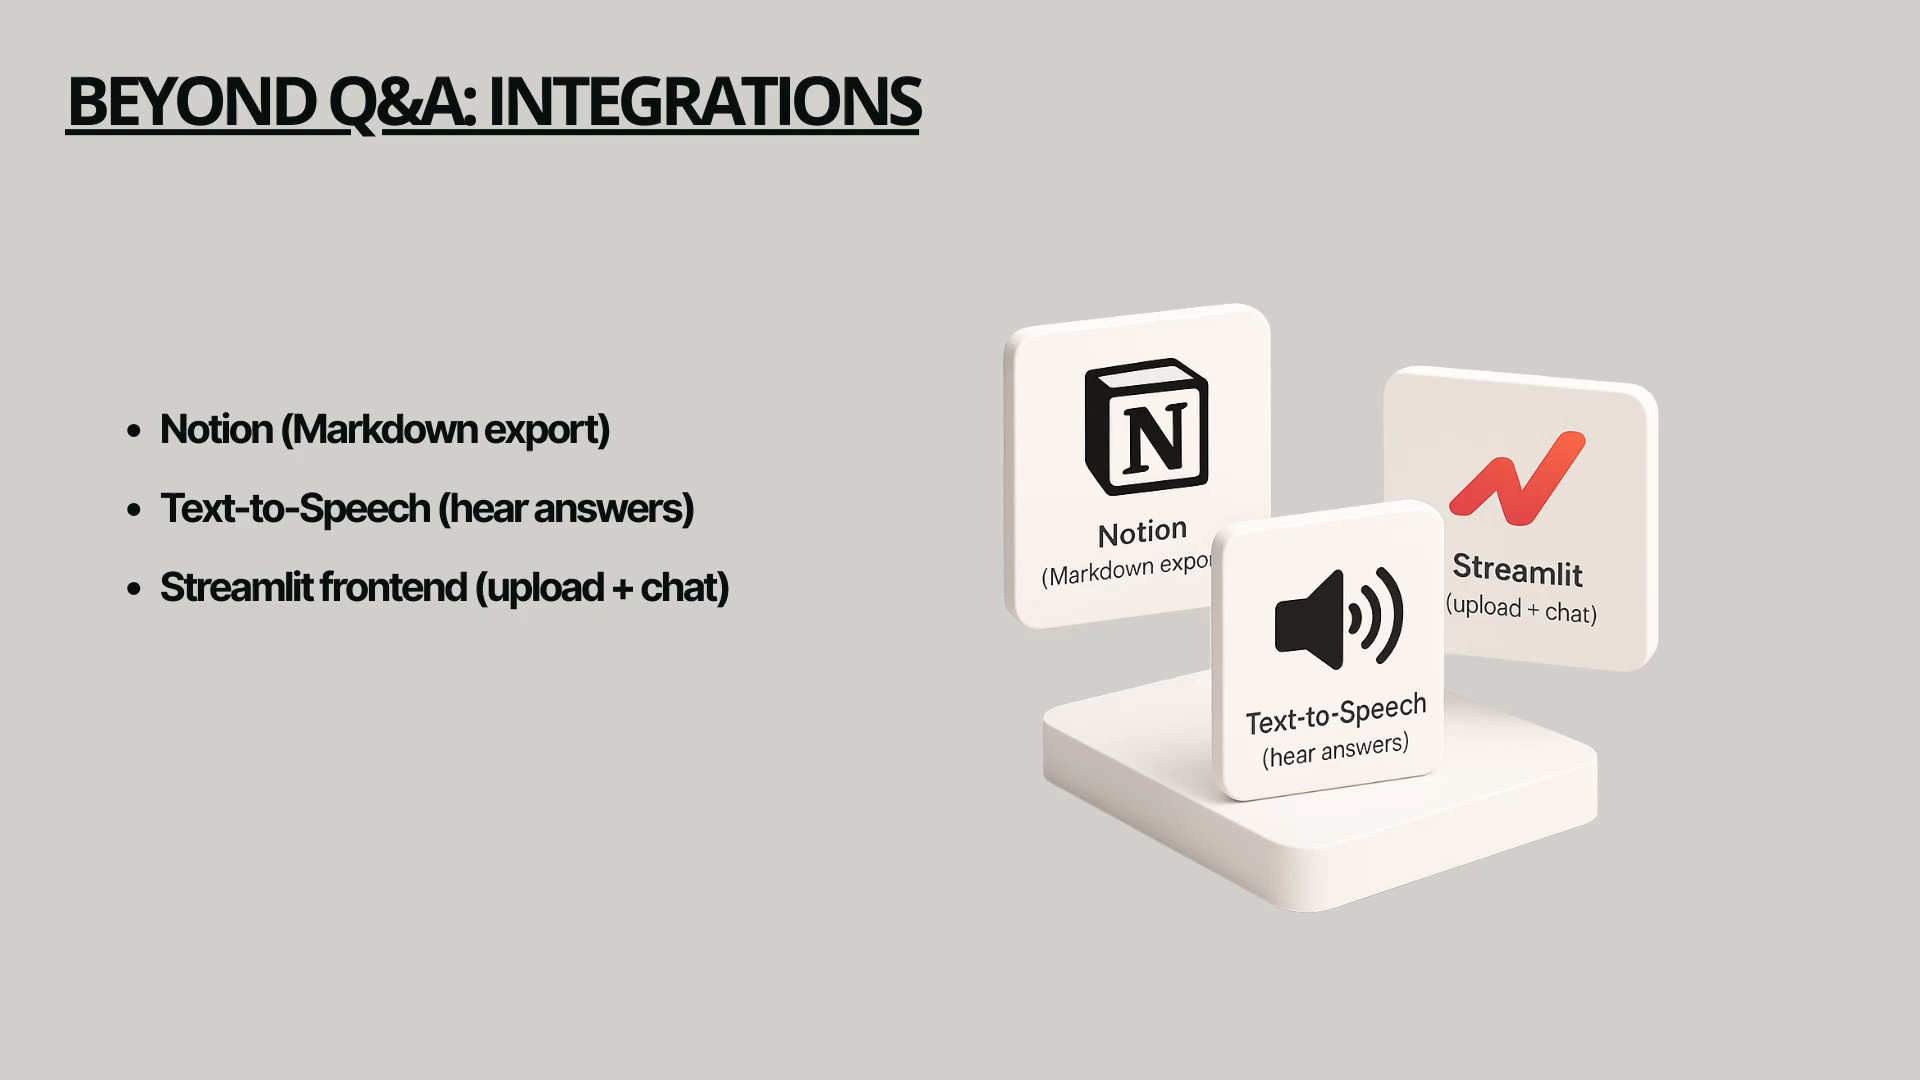 BEYOND Q&A: INTEGRATIONS
• Notion (Markdown export)
• Text-to-Speech (hear answers)
• Streamlit frontend (upload + chat)
N
Notion
(Markdown expor
Streamlit
(upload + chat)
Text-to-Speech
(hear answers)